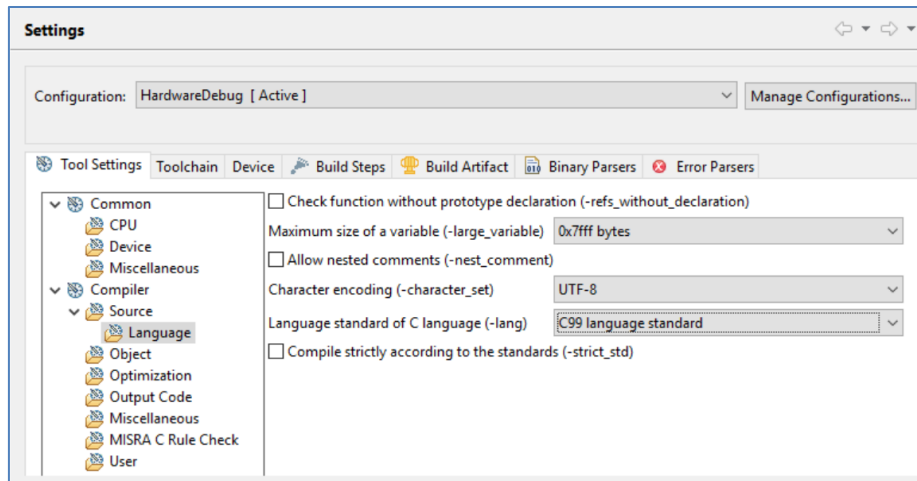 Settings
Configuration: HardwareDebug [ Active ] Manage Configurations...
Tool Settings Toolchain Device Build Steps Build Artifact Binary Parsers Error Parsers
Common
CPU
Device
Miscellaneous
Compiler
Source
Language
Object
Optimization
Output Code
Miscellaneous
MISRA C Rule Check
User
Check function without prototype declaration (-refs_without_declaration)
Maximum size of a variable (-large_variable) 0x7fff bytes
Allow nested comments (-nest_comment)
Character encoding (-character_set) UTF-8
Language standard of C language (-lang) C99 language standard
Compile strictly according to the standards (-strict_std)